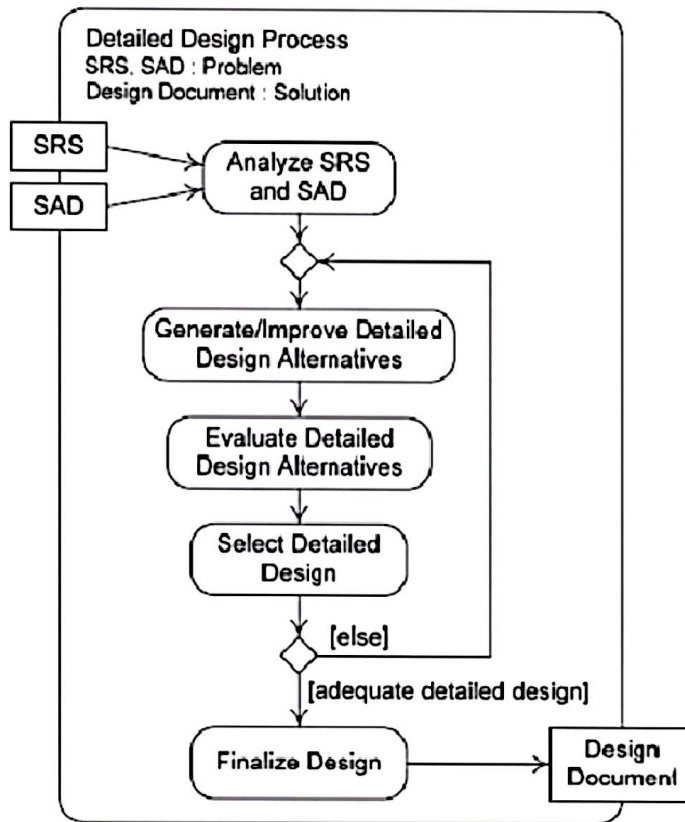 Detailed Design Process
SRS, SAD : Problem
Design Document : Solution
SRS
SAD
Analyze SRS
and SAD
Generate/Improve Detailed
Design Alternatives
Evaluate Detailed
Design Alternatives
Select Detailed
Design
[else]
[adequate detailed design]
Finalize Design
Design
Document